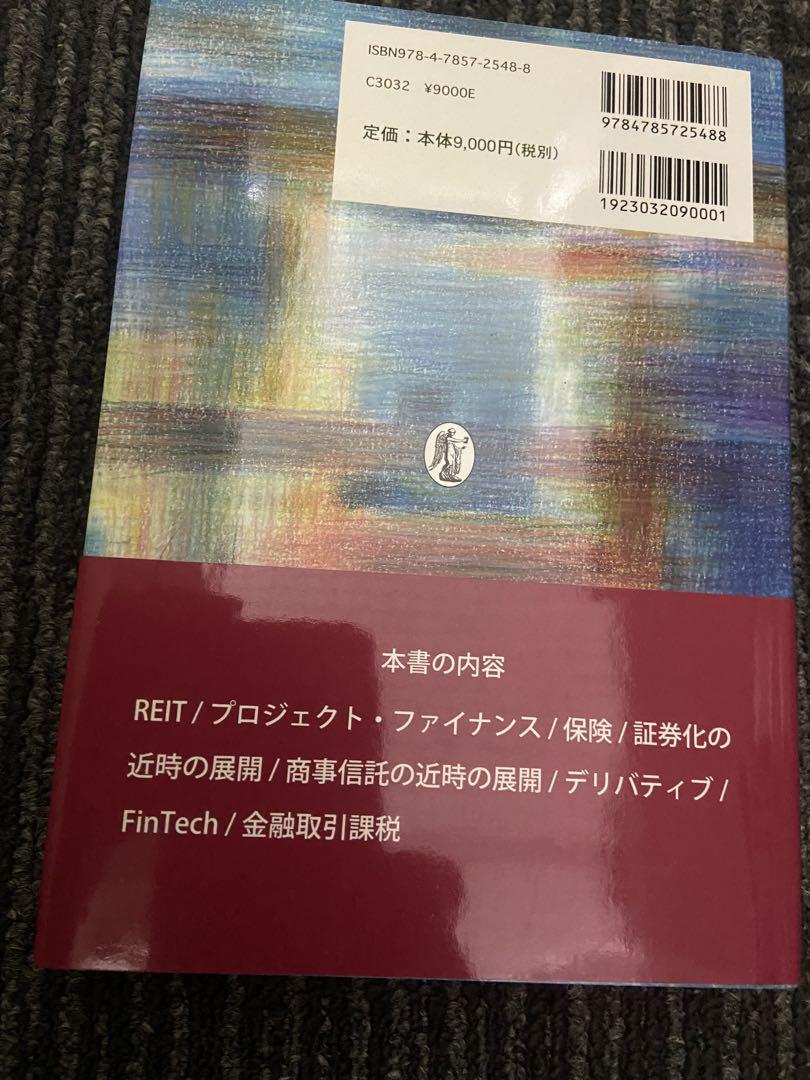 ISBN978-4-7857-2548-8
C3032 ¥9000E
定価：本体9,000円(税別)
9784785725488
1923032090001
本書の内容
REIT / プロジェクト・ファイナンス / 保険 / 証券化の
近時の展開 / 商事信託の近時の展開 / デリバティブ /
FinTech / 金融取引課税